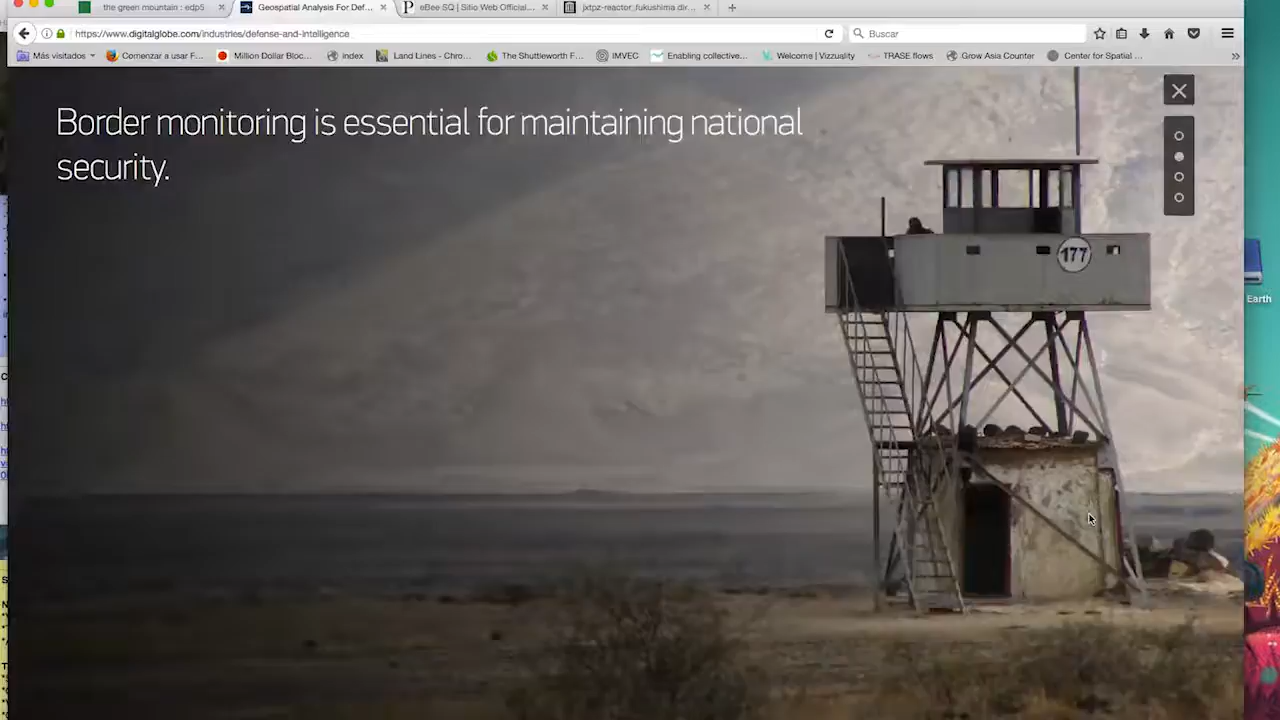 the green mountain : edp5
Geospatial Analysis For Def...
eBee SQ | Sitio Web Official...
jxtpz-reactor_fukushima dir...
https://www.digitalglobe.com/industries/defense-and-intelligence
Buscar
Más visitados
Comenzar a usar F...
Million Dollar Bloc...
index
Land Lines - Chro...
The Shuttleworth F...
IMVEC
Enabling collective...
Welcome | Vizzuality
TRASE flows
Grow Asia Counter
Center for Spatial ...
Border monitoring is essential for maintaining national
security.
177
Earth